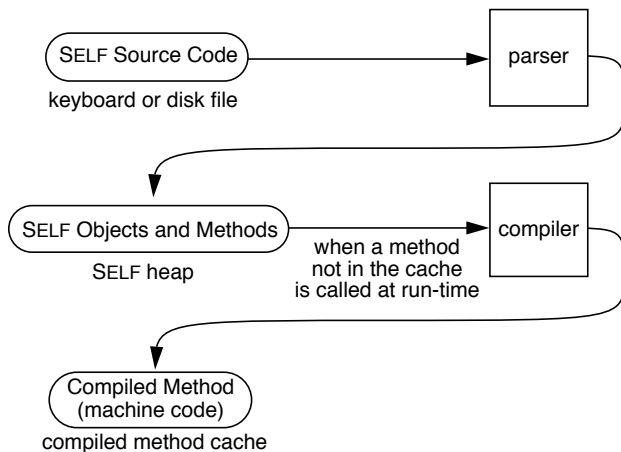 SELF Source Code
parser
keyboard or disk file
SELF Objects and Methods
compiler
when a method
not in the cache
is called at run-time
SELF heap
Compiled Method
(machine code)
compiled method cache